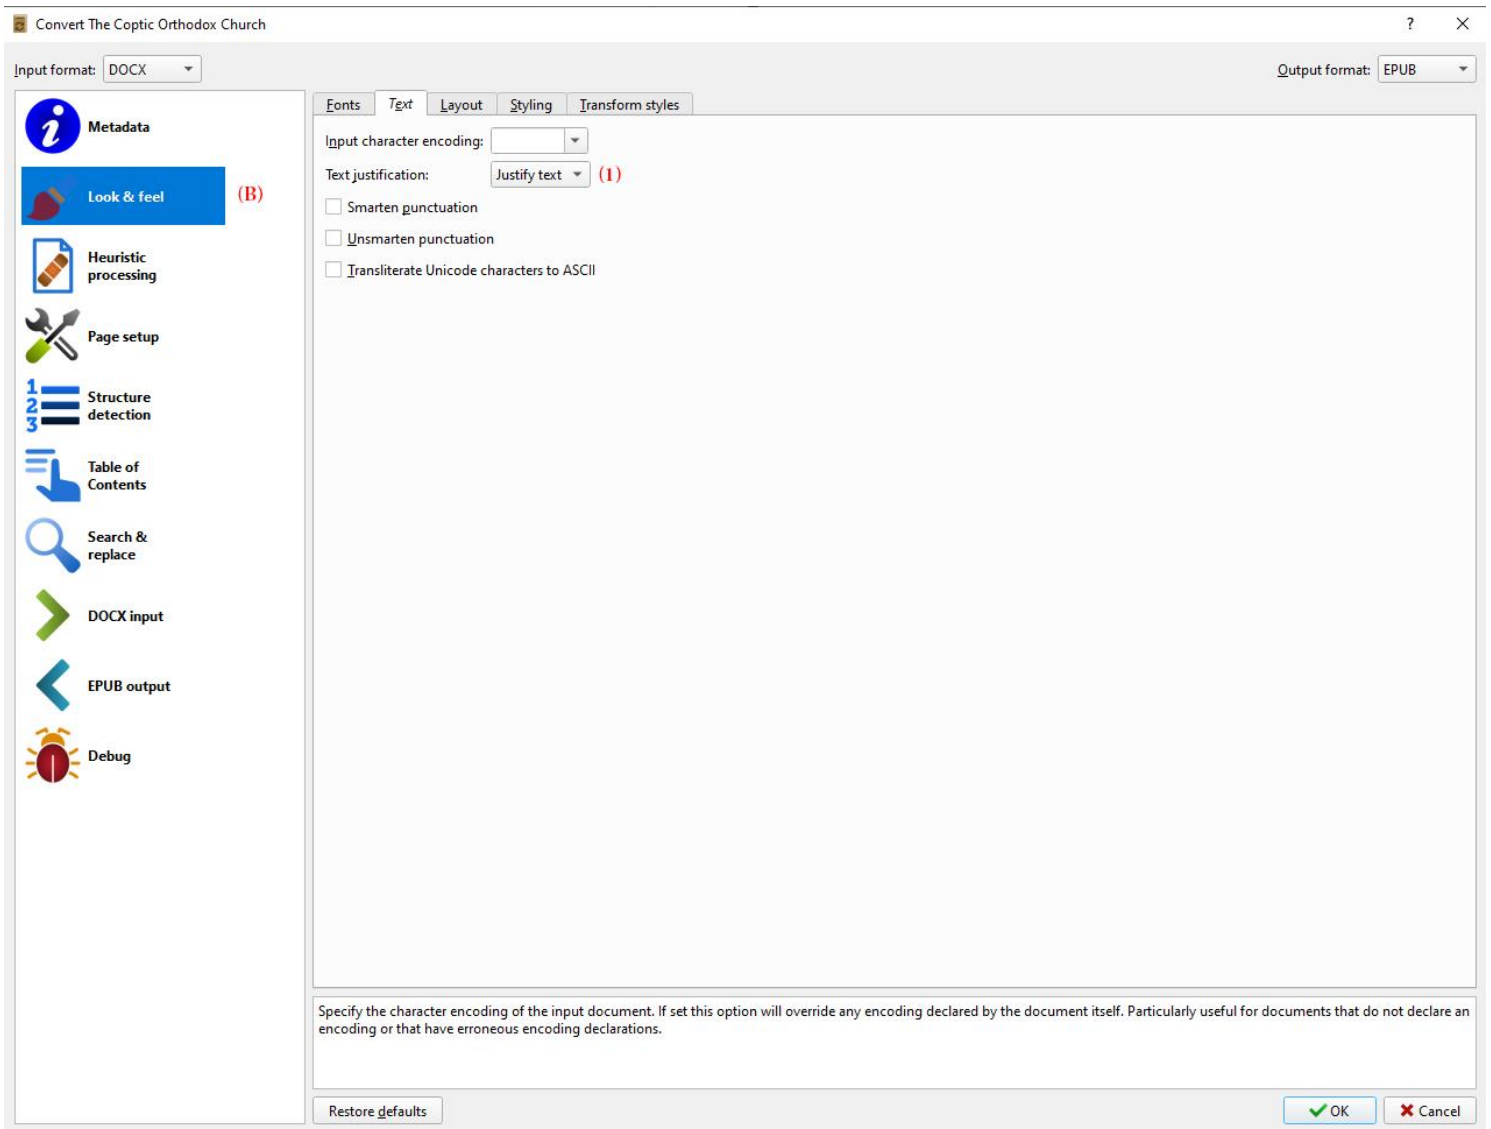 Convert The Coptic Orthodox Church
?
Input format: DOCX
Output format: EPUB
Metadata
Look & feel
(B)
Heuristic
processing
Page setup
1
2
3
Structure
detection
Table of
Contents
Search &
replace
DOCX input
EPUB output
Debug
Fonts Text Layout Styling Transform styles
Input character encoding:
Text justification: Justify text (1)
Smarten punctuation
Unsmarten punctuation
Transliterate Unicode characters to ASCII
Specify the character encoding of the input document. If set this option will override any encoding declared by the document itself. Particularly useful for documents that do not declare an
encoding or that have erroneous encoding declarations.
Restore defaults
OK
Cancel